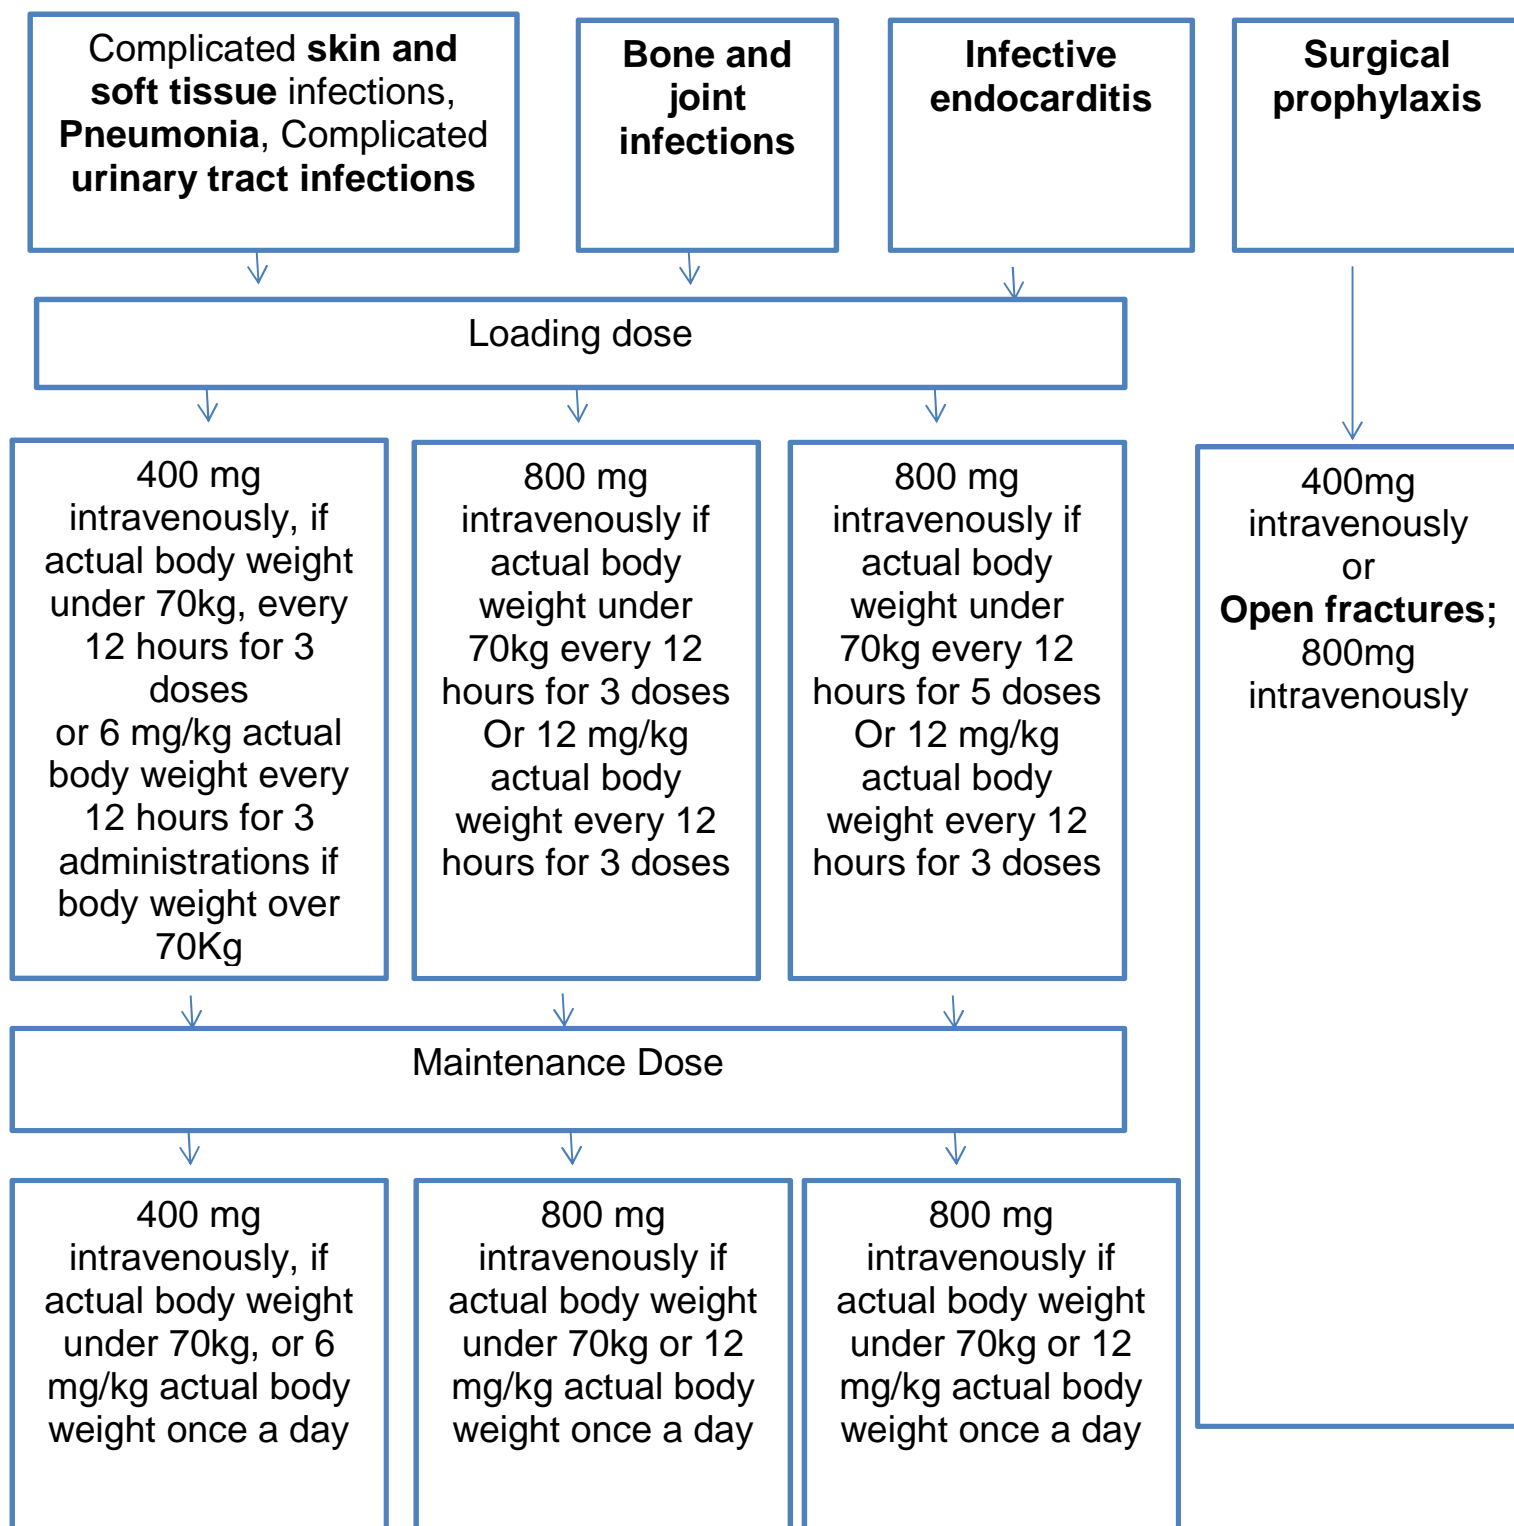 Complicated skin and
soft tissue infections,
Pneumonia, Complicated
urinary tract infections
Bone and
joint
infections
Infective
endocarditis
Surgical
prophylaxis
Loading dose
400 mg
intravenously, if
actual body weight
under 70kg, every
12 hours for 3
doses
or 6 mg/kg actual
body weight every
12 hours for 3
administrations if
body weight over
70Kg
800 mg
intravenously if
actual body
weight under
70kg every 12
hours for 3 doses
Or 12 mg/kg
actual body
weight every 12
hours for 3 doses
800 mg
intravenously if
actual body
weight under
70kg every 12
hours for 5 doses
Or 12 mg/kg
actual body
weight every 12
hours for 3 doses
400mg
intravenously
or
Open fractures;
800mg
intravenously
Maintenance Dose
400 mg
intravenously, if
actual body weight
under 70kg, or 6
mg/kg actual body
weight once a day
800 mg
intravenously if
actual body weight
under 70kg or 12
mg/kg actual body
weight once a day
800 mg
intravenously if
actual body weight
under 70kg or 12
mg/kg actual body
weight once a day